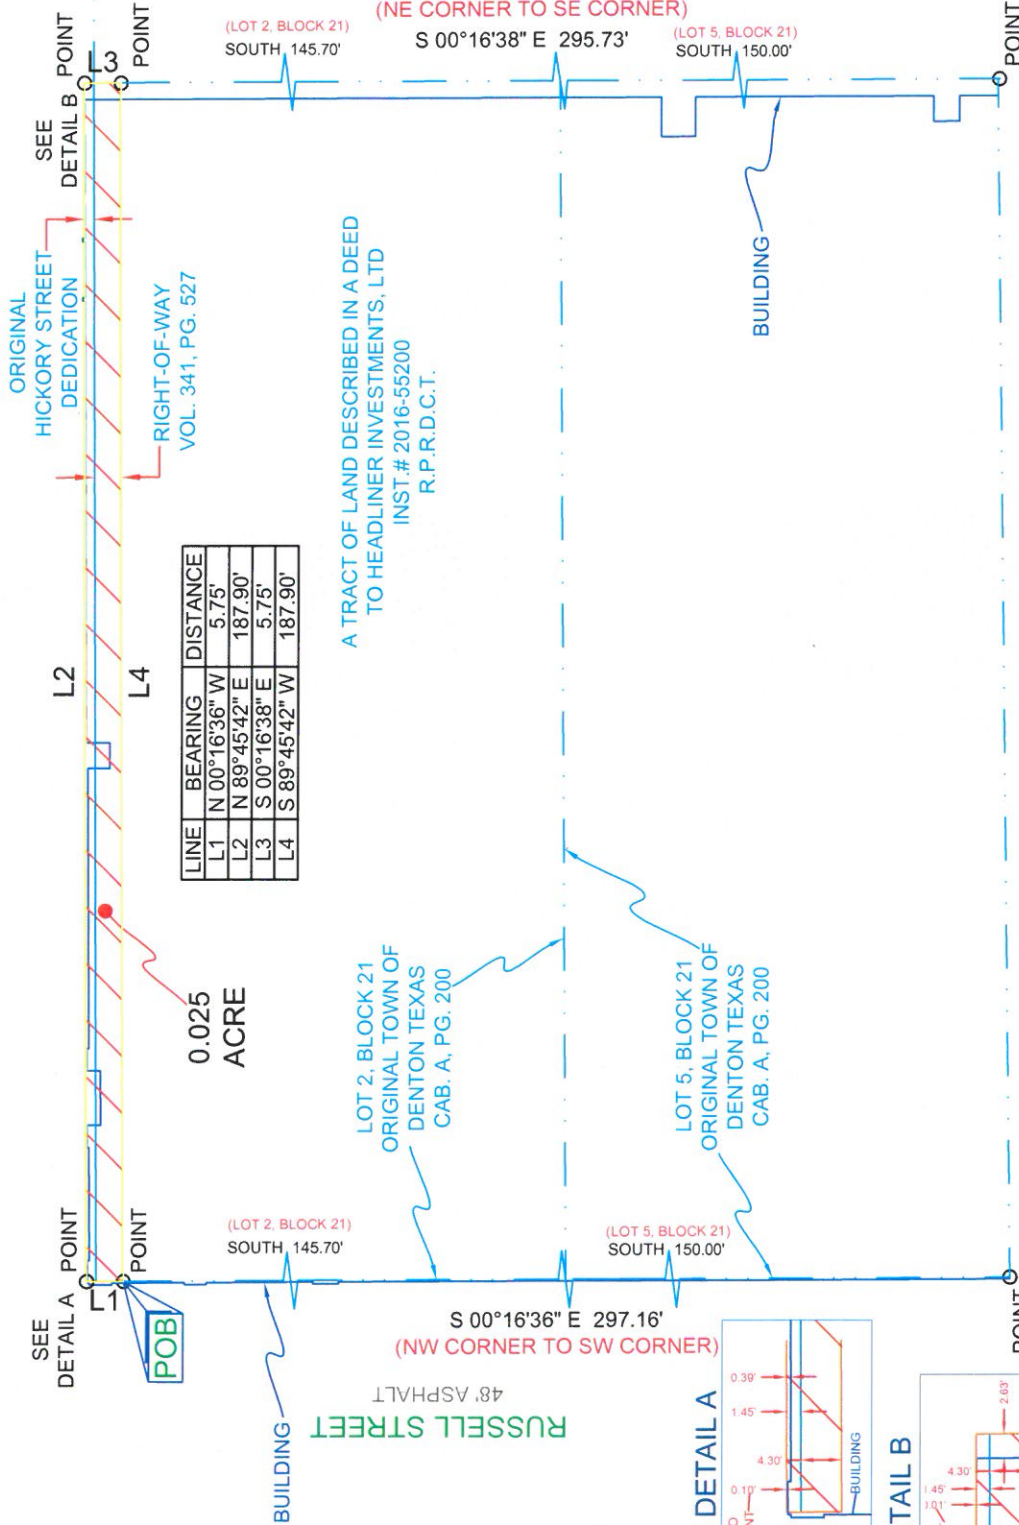 (NE CORNER TO SE CORNER)
S 00°16'38" E 295.73'
(LOT 2, BLOCK 21)
SOUTH 145.70'
(LOT 5, BLOCK 21)
SOUTH 150.00'
POINT
L3
POINT
POINT
SEE
DETAIL B
ORIGINAL
HICKORY STREET
DEDICATION
RIGHT-OF-WAY
VOL. 341, PG. 527
A TRACT OF LAND DESCRIBED IN A DEED
TO HEADLINER INVESTMENTS, LTD
INST.# 2016-55200
R.P.R.D.C.T.
BUILDING
L2
L4
LINE BEARING DISTANCE
L1 N 00°16'36" W 5.75'
L2 N 89°45'42" E 187.90'
L3 S 00°16'38" E 5.75'
L4 S 89°45'42" W 187.90'
0.025
ACRE
LOT 2, BLOCK 21
ORIGINAL TOWN OF
DENTON TEXAS
CAB. A, PG. 200
LOT 5, BLOCK 21
ORIGINAL TOWN OF
DENTON TEXAS
CAB. A, PG. 200
SEE
DETAIL A
POINT
L1
POINT
POB
(LOT 2, BLOCK 21)
SOUTH 145.70'
(LOT 5, BLOCK 21)
SOUTH 150.00'
S 00°16'36" E 297.16'
(NW CORNER TO SW CORNER)
POINT
48' ASPHALT
RUSSELL STREET
BUILDING
DETAIL A
0.39'
1.45'
4.30'
0.10'
BUILDING
TAIL B
2.63'
4.30'